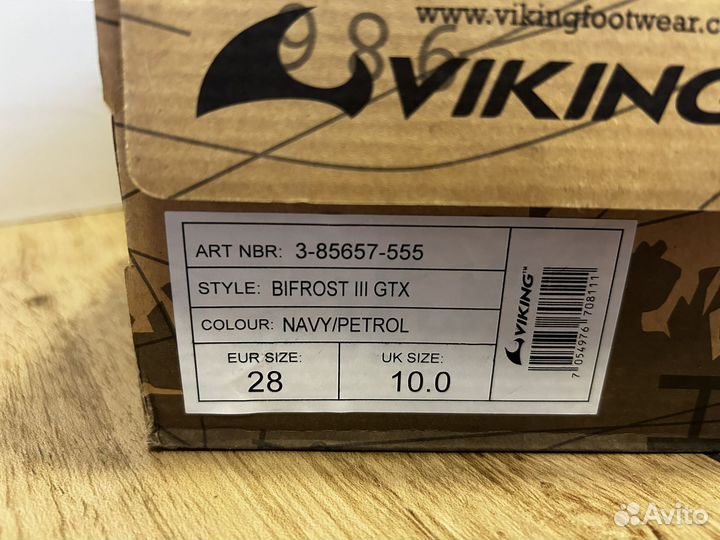 www.vikingfootwear.c
986
VIKING
ART NBR: 3-85657-555
STYLE: BIFROST III GTX
COLOUR: NAVY/PETROL
EUR SIZE: 28
UK SIZE: 10.0
VIKING™
7 054976 708111
Avito